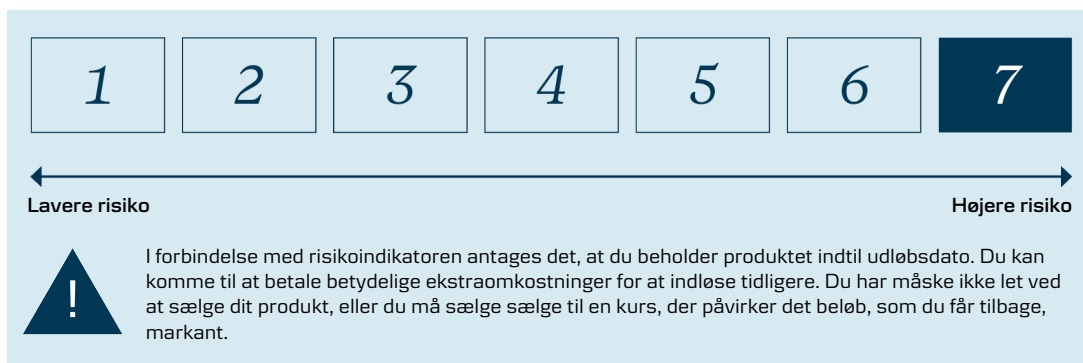 1 2 3 4 5 6 7
Lavere risiko Højere risiko
!
I forbindelse med risikoindikatoren antages det, at du beholder produktet indtil udløbsdato. Du kan
komme til at betale betydelige ekstraomkostninger for at indløse tidligere. Du har måske ikke let ved
at sælge dit produkt, eller du må sælge sælge til en kurs, der påvirker det beløb, som du får tilbage,
markant.